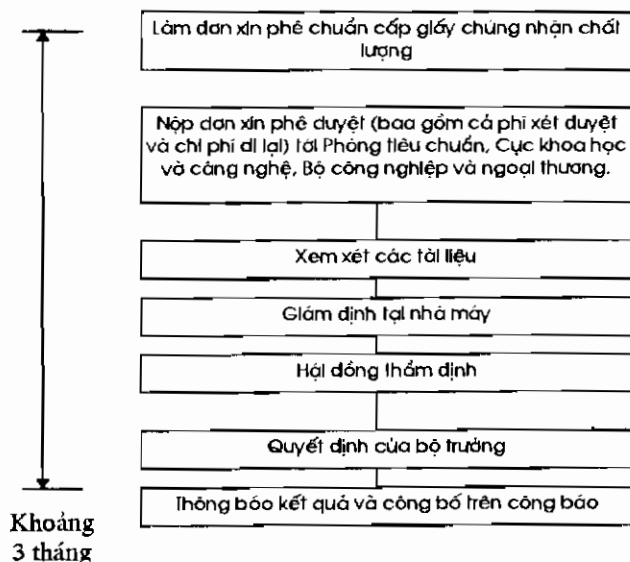 Làm đơn xin phê chuẩn cấp giấy chứng nhận chất
lượng
Nộp đơn xin phê duyệt (bao gồm cả phí xét duyệt
và chi phí đi lại) tới Phòng tiêu chuẩn, Cục khoa học
và công nghệ, Bộ công nghiệp và ngoại thương.
Xem xét các tài liệu
Giám định tại nhà máy
Hội đồng thẩm định
Quyết định của bộ trưởng
Thông báo kết quả và công bố trên công báo
Khoảng
3 tháng